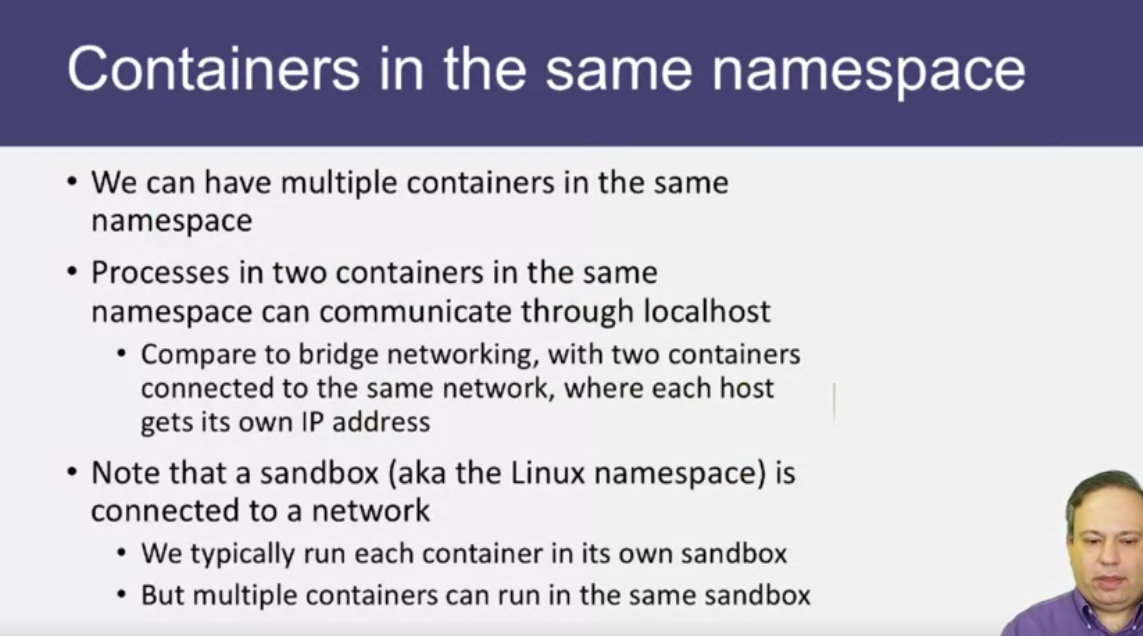 Containers in the same namespace
• We can have multiple containers in the same
namespace
• Processes in two containers in the same
namespace can communicate through localhost
• Compare to bridge networking, with two containers
connected to the same network, where each host
gets its own IP address
• Note that a sandbox (aka the Linux namespace) is
connected to a network
• We typically run each container in its own sandbox
• But multiple containers can run in the same sandbox